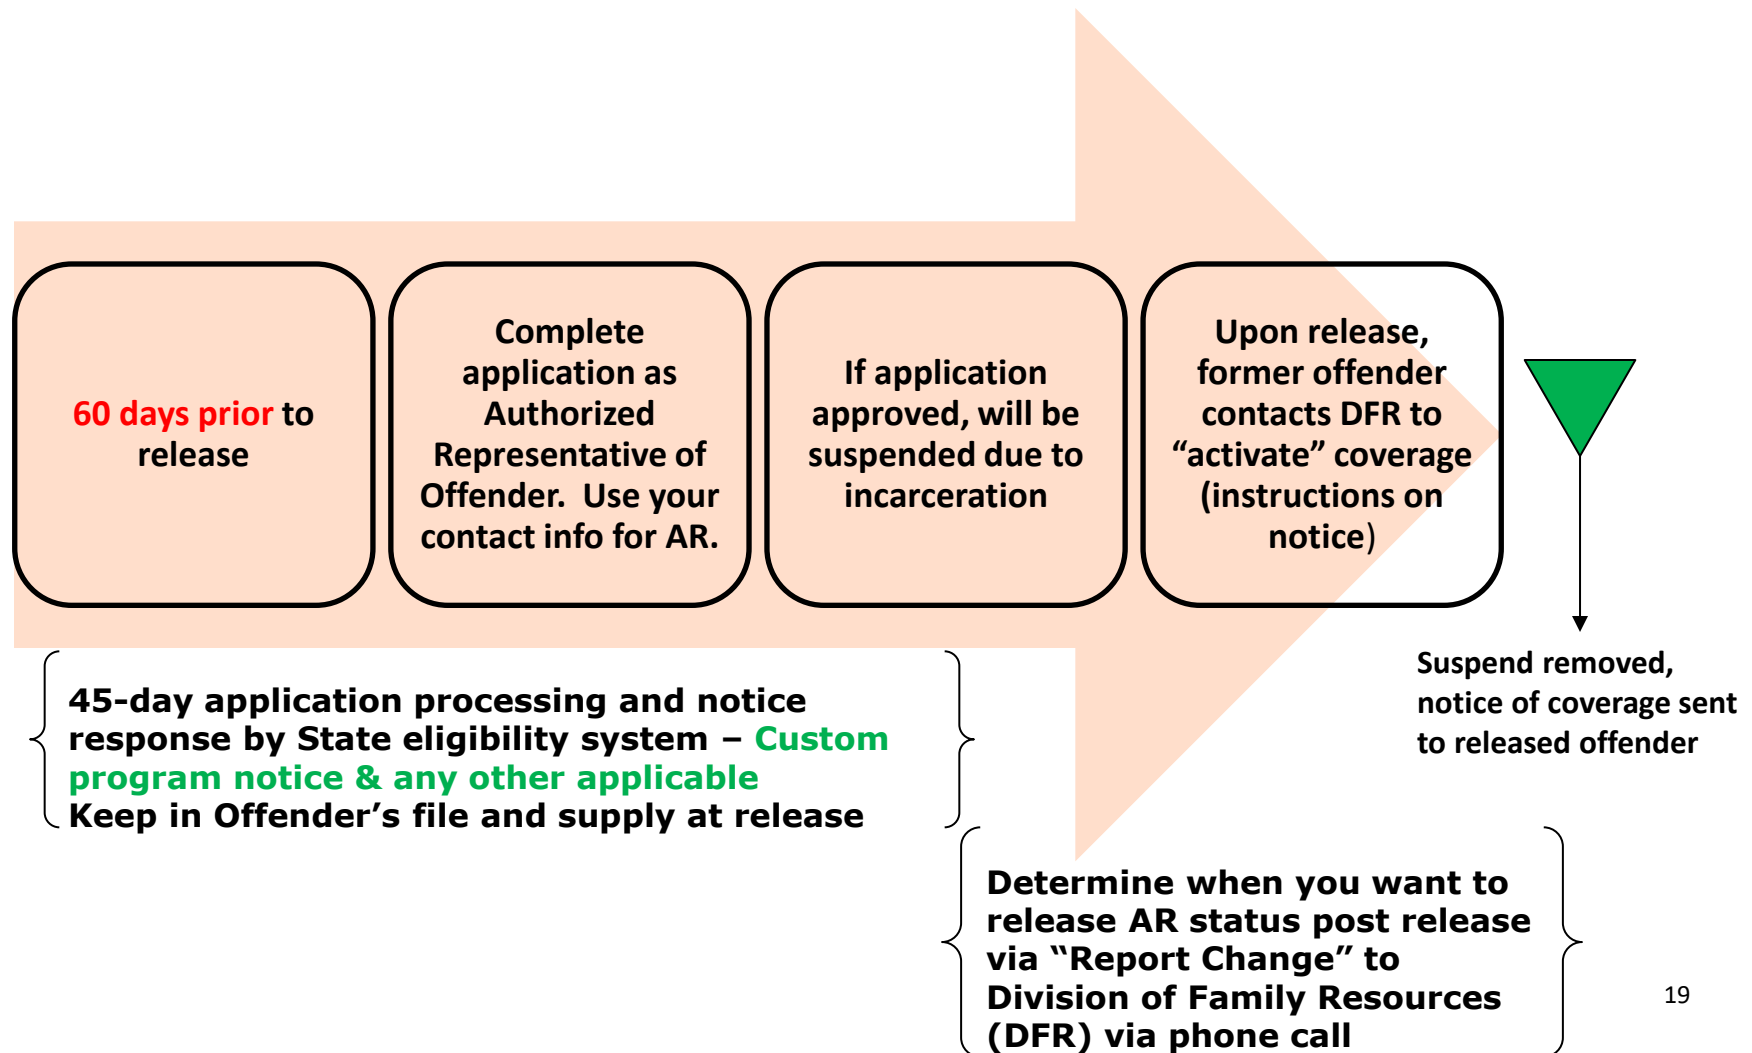 60 days prior to
release
Complete
application as
Authorized
Representative of
Offender.  Use your
contact info for AR.
If application
approved, will be
suspended due to
incarceration
Upon release,
former offender
contacts DFR to
“activate” coverage
(instructions on
notice)
Suspend removed,
notice of coverage sent
to released offender
45-day application processing and notice
response by State eligibility system – Custom
program notice & any other applicable
Keep in Offender’s file and supply at release
Determine when you want to
release AR status post release
via “Report Change” to
Division of Family Resources
(DFR) via phone call
19